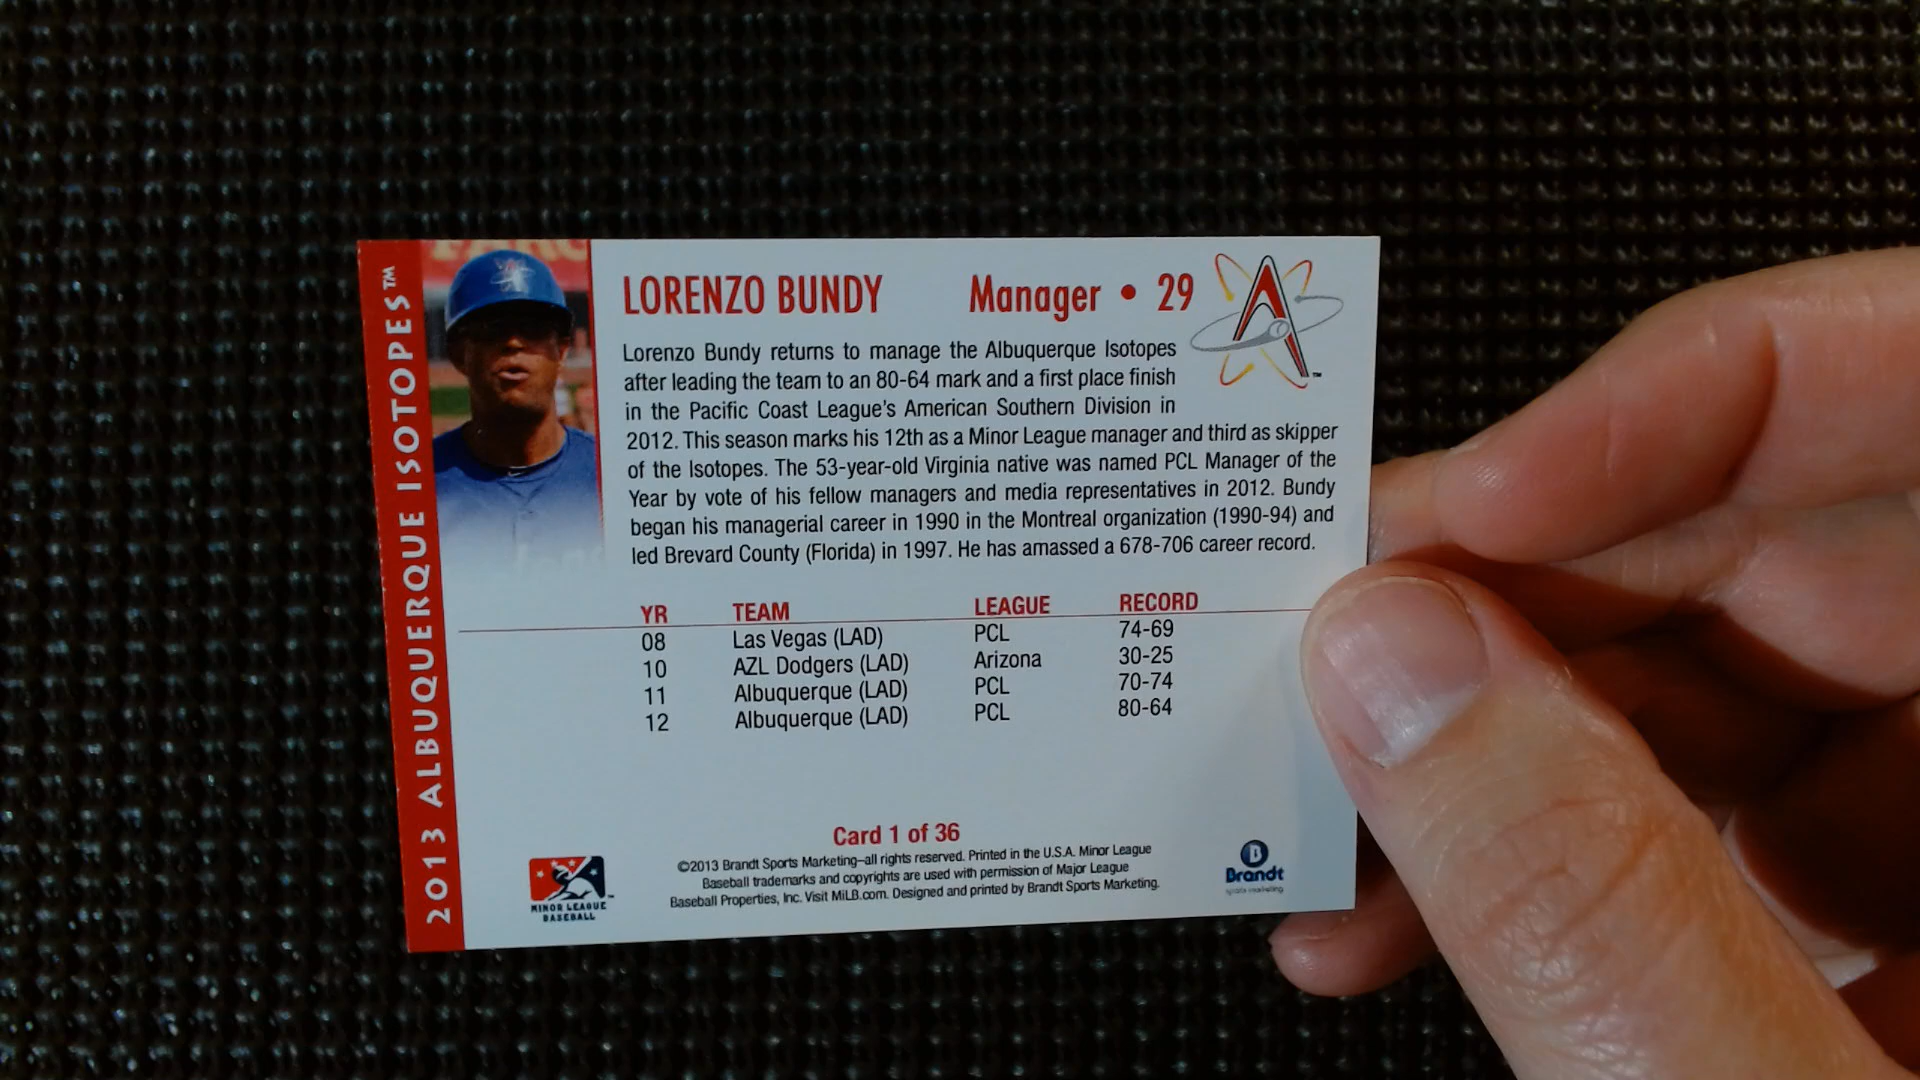 2013 ALBUQUERQUE ISOTOPES™
LORENZO BUNDY Manager • 29
Lorenzo Bundy returns to manage the Albuquerque Isotopes
after leading the team to an 80-64 mark and a first place finish
in the Pacific Coast League's American Southern Division in
2012. This season marks his 12th as a Minor League manager and third as skipper
of the Isotopes. The 53-year-old Virginia native was named PCL Manager of the
Year by vote of his fellow managers and media representatives in 2012. Bundy
began his managerial career in 1990 in the Montreal organization (1990-94) and
led Brevard County (Florida) in 1997. He has amassed a 678-706 career record.
YR TEAM LEAGUE RECORD
08 Las Vegas (LAD) PCL 74-69
10 AZL Dodgers (LAD) Arizona 30-25
11 Albuquerque (LAD) PCL 70-74
12 Albuquerque (LAD) PCL 80-64
Card 1 of 36
©2013 Brandt Sports Marketing–all rights reserved. Printed in the U.S.A. Minor League
Baseball trademarks and copyrights are used with permission of Major League
Baseball Properties, Inc. Visit MiLB.com. Designed and printed by Brandt Sports Marketing.
MINOR LEAGUE
BASEBALL
Brandt
sports marketing